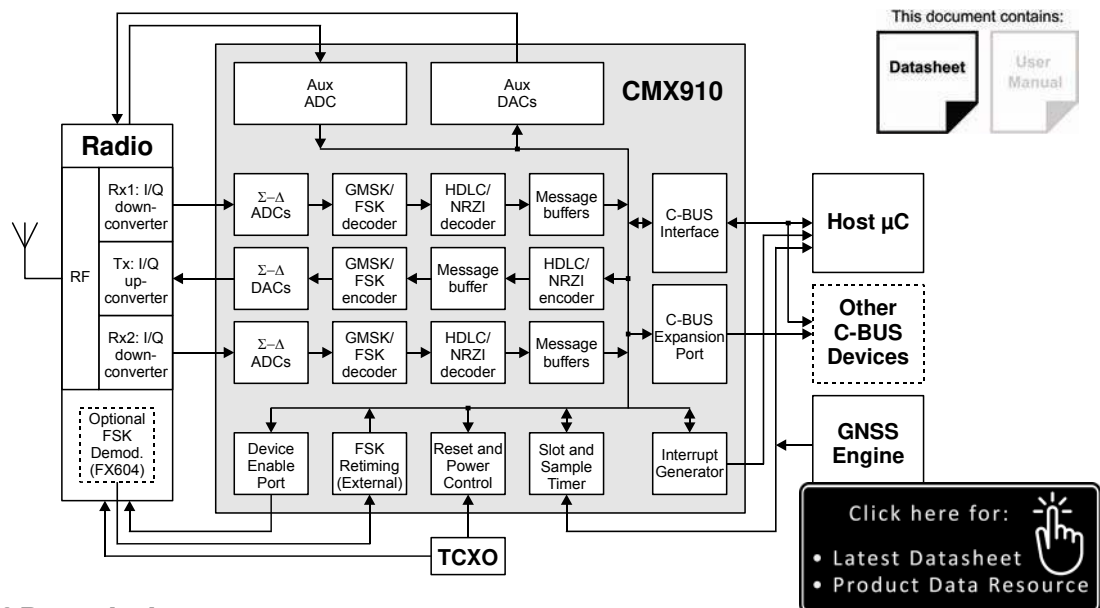 This document contains:
Datasheet
User
Manual
CMX910
Aux
ADC
Aux
DACs
Radio
RF
Rx1: I/Q
down-
converter
Tx: I/Q
up-
converter
Rx2: I/Q
down-
converter
Optional
FSK
Demod.
(FX604)
Σ–Δ
ADCs
GMSK/
FSK
decoder
HDLC/
NRZI
decoder
Message
buffers
Σ–Δ
DACs
GMSK/
FSK
encoder
Message
buffer
HDLC/
NRZI
encoder
Σ–Δ
ADCs
GMSK/
FSK
decoder
HDLC/
NRZI
decoder
Message
buffers
C-BUS
Interface
C-BUS
Expansion
Port
Device
Enable
Port
FSK
Retiming
(External)
Reset and
Power
Control
Slot and
Sample
Timer
Interrupt
Generator
Host µC
Other
C-BUS
Devices
GNSS
Engine
TCXO
Click here for:
• Latest Datasheet
• Product Data Resource